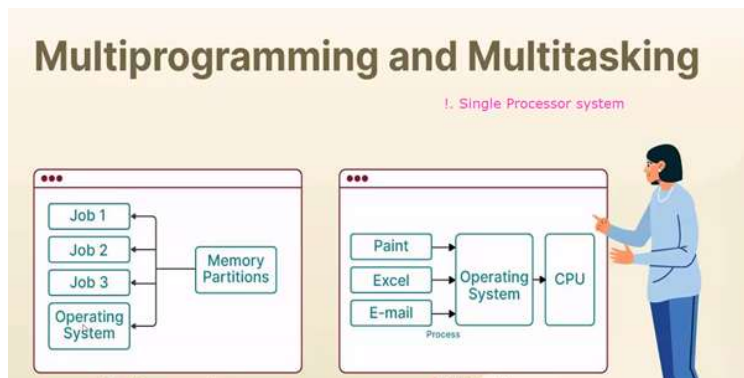 Multiprogramming and Multitasking
!. Single Processor system
Job 1
Job 2
Job 3
Operating
System
Memory
Partitions
Paint
Excel
E-mail
Process
Operating
System
CPU